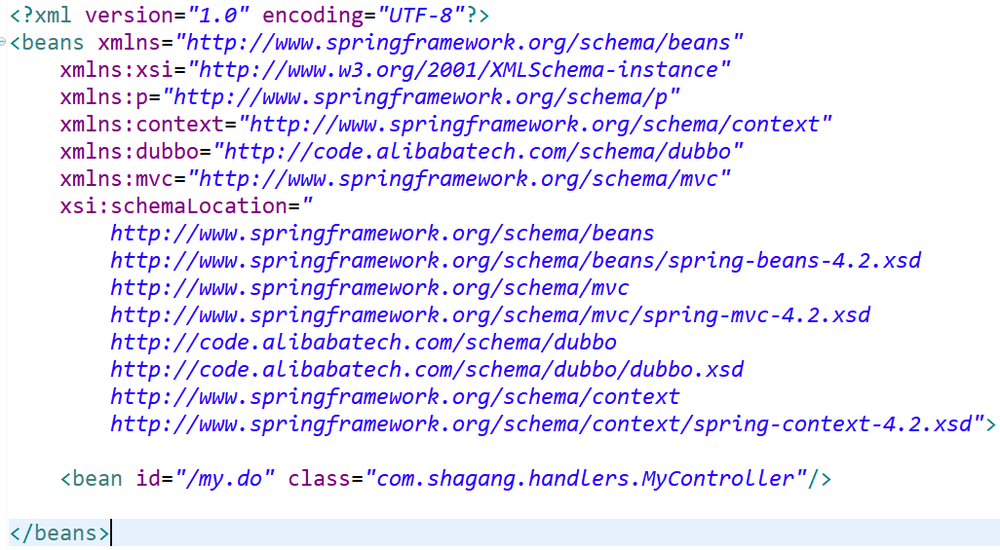 <?xml version="1.0" encoding="UTF-8"?>
<beans xmlns="http://www.springframework.org/schema/beans"
    xmlns:xsi="http://www.w3.org/2001/XMLSchema-instance"
    xmlns:p="http://www.springframework.org/schema/p"
    xmlns:context="http://www.springframework.org/schema/context"
    xmlns:dubbo="http://code.alibabatech.com/schema/dubbo"
    xmlns:mvc="http://www.springframework.org/schema/mvc"
    xsi:schemaLocation="
        http://www.springframework.org/schema/beans
        http://www.springframework.org/schema/beans/spring-beans-4.2.xsd
        http://www.springframework.org/schema/mvc
        http://www.springframework.org/schema/mvc/spring-mvc-4.2.xsd
        http://code.alibabatech.com/schema/dubbo
        http://code.alibabatech.com/schema/dubbo/dubbo.xsd
        http://www.springframework.org/schema/context
        http://www.springframework.org/schema/context/spring-context-4.2.xsd">
    <bean id="/my.do" class="com.shagang.handlers.MyController"/>
</beans>